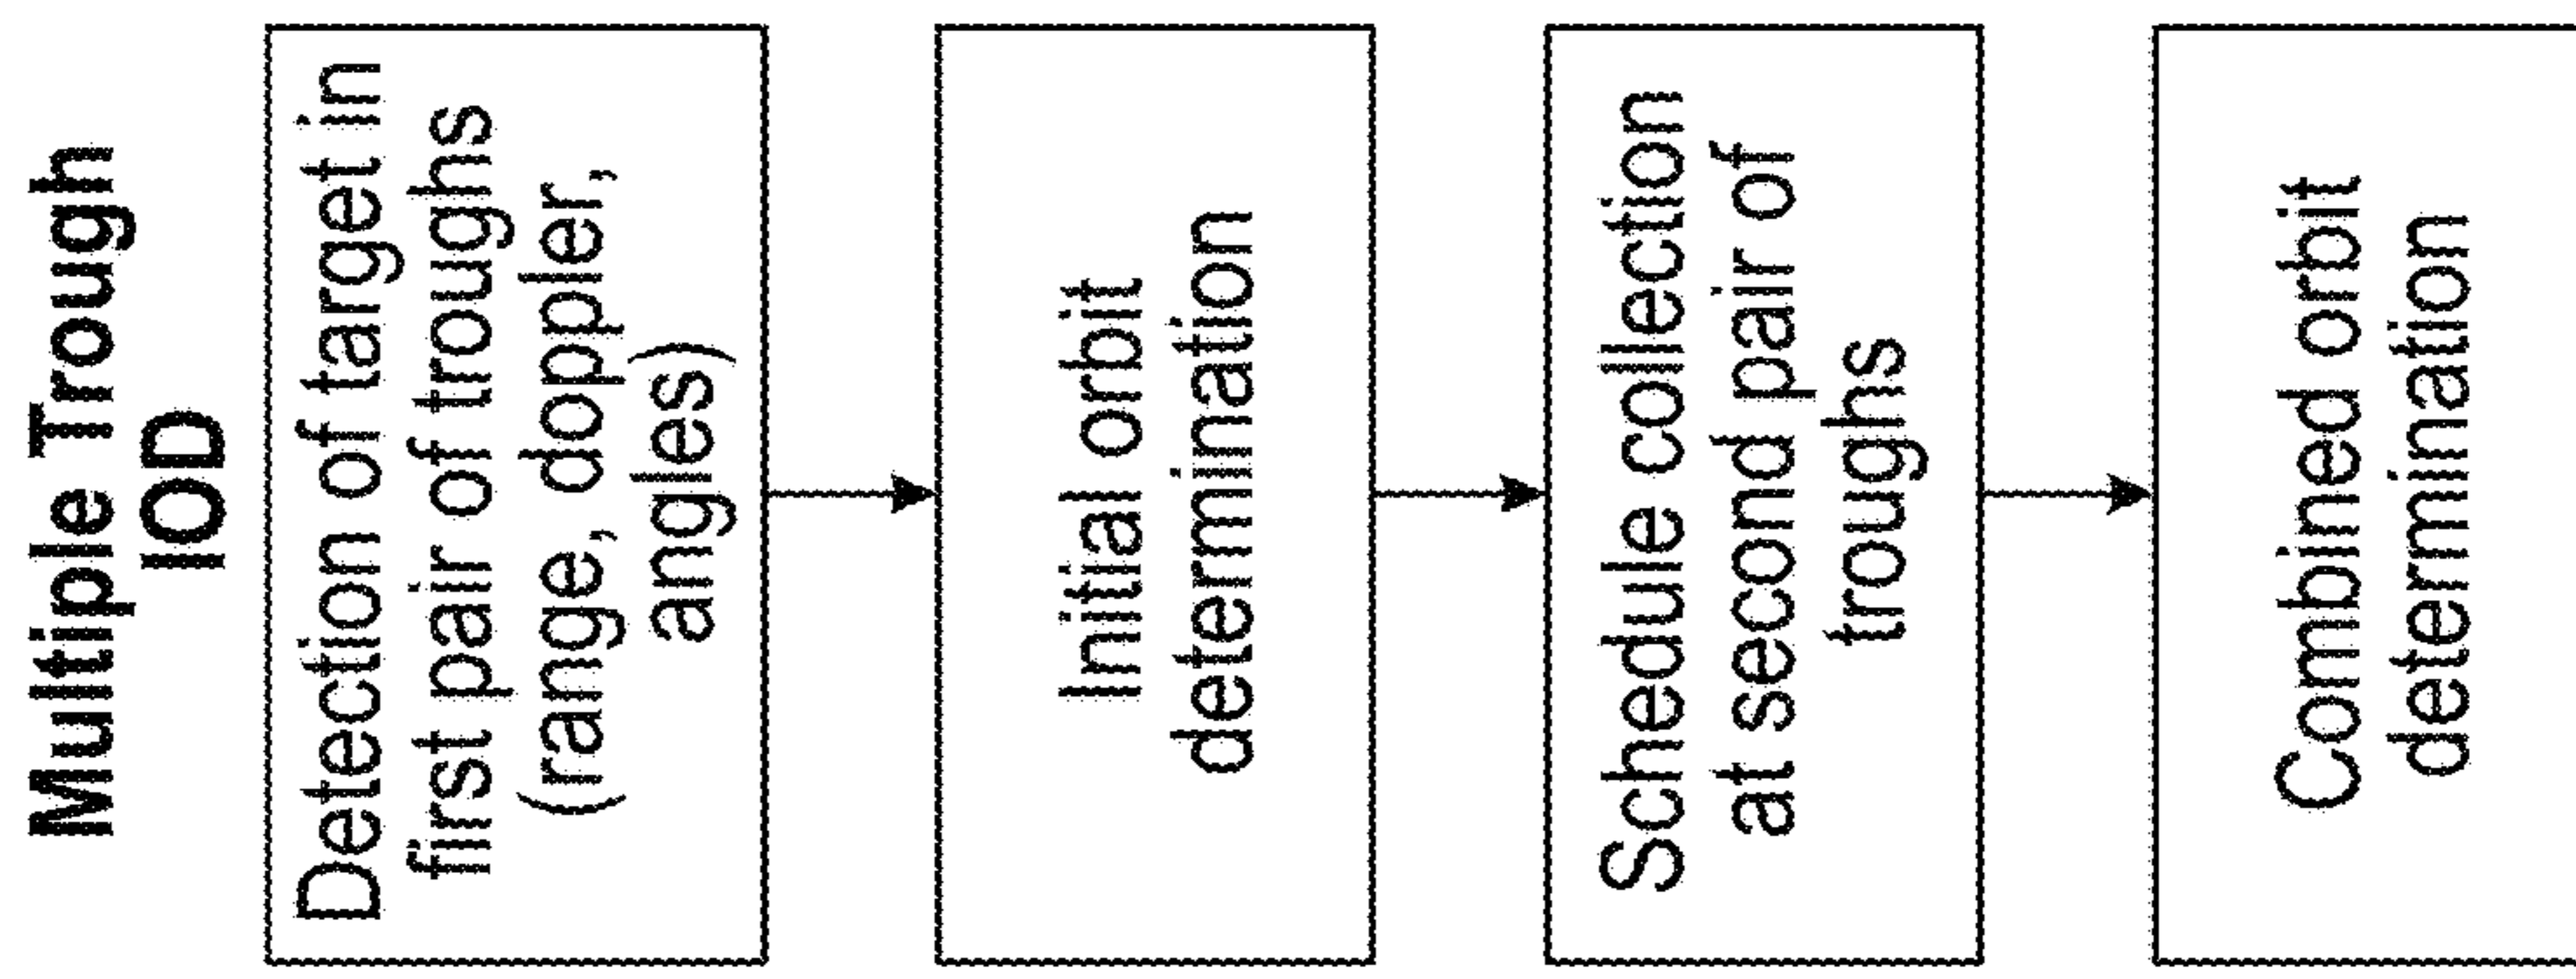 Multiple Trough
IOD
Detection of target in
first pair of troughs
(range, doppler,
angles)
Initial orbit
determination
Schedule collection
at second pair of
troughs
Combined orbit
determination